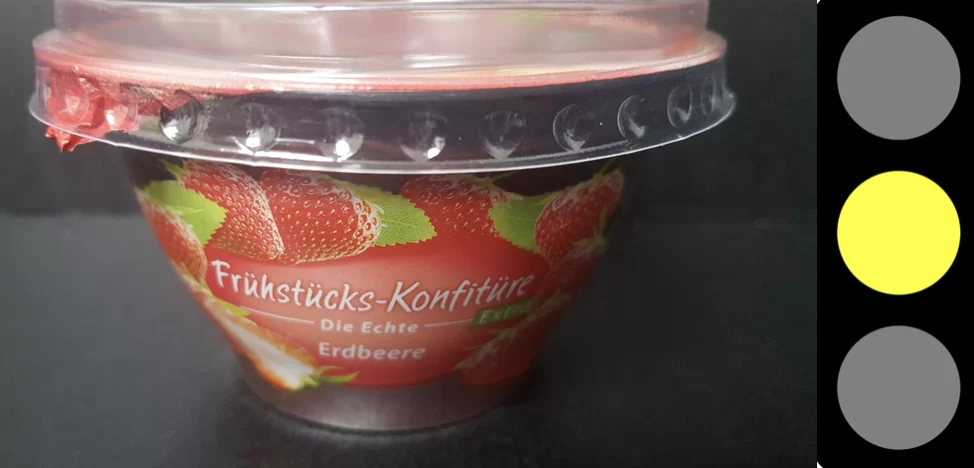 Frühstücks-Konfitüre
Extra
Die Echte
Erdbeere